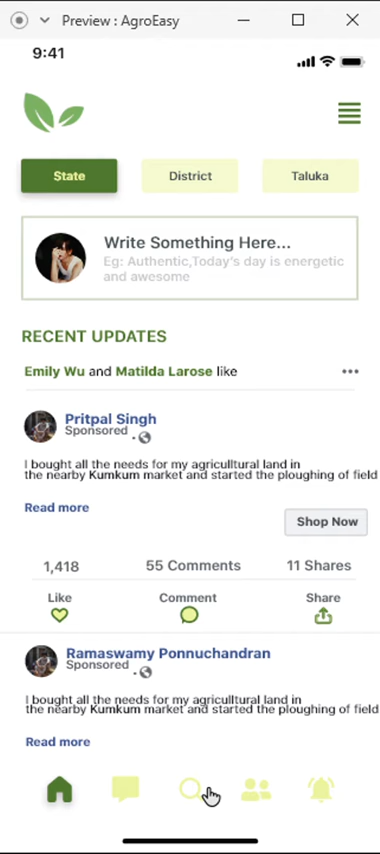 Preview : AgroEasy
9:41
State District Taluka
Write Something Here...
Eg: Authentic,Today's day is energetic
and awesome
RECENT UPDATES
Emily Wu and Matilda Larose like
Pritpal Singh
Sponsored
I bought all the needs for my agricultural land in
the nearby Kumkum market and started the ploughing of field
Read more
Shop Now
1,418 55 Comments 11 Shares
Like Comment Share
Ramaswamy Ponnuchandran
Sponsored
I bought all the needs for my agricultural land in
the nearby Kumkum market and started the ploughing of field
Read more